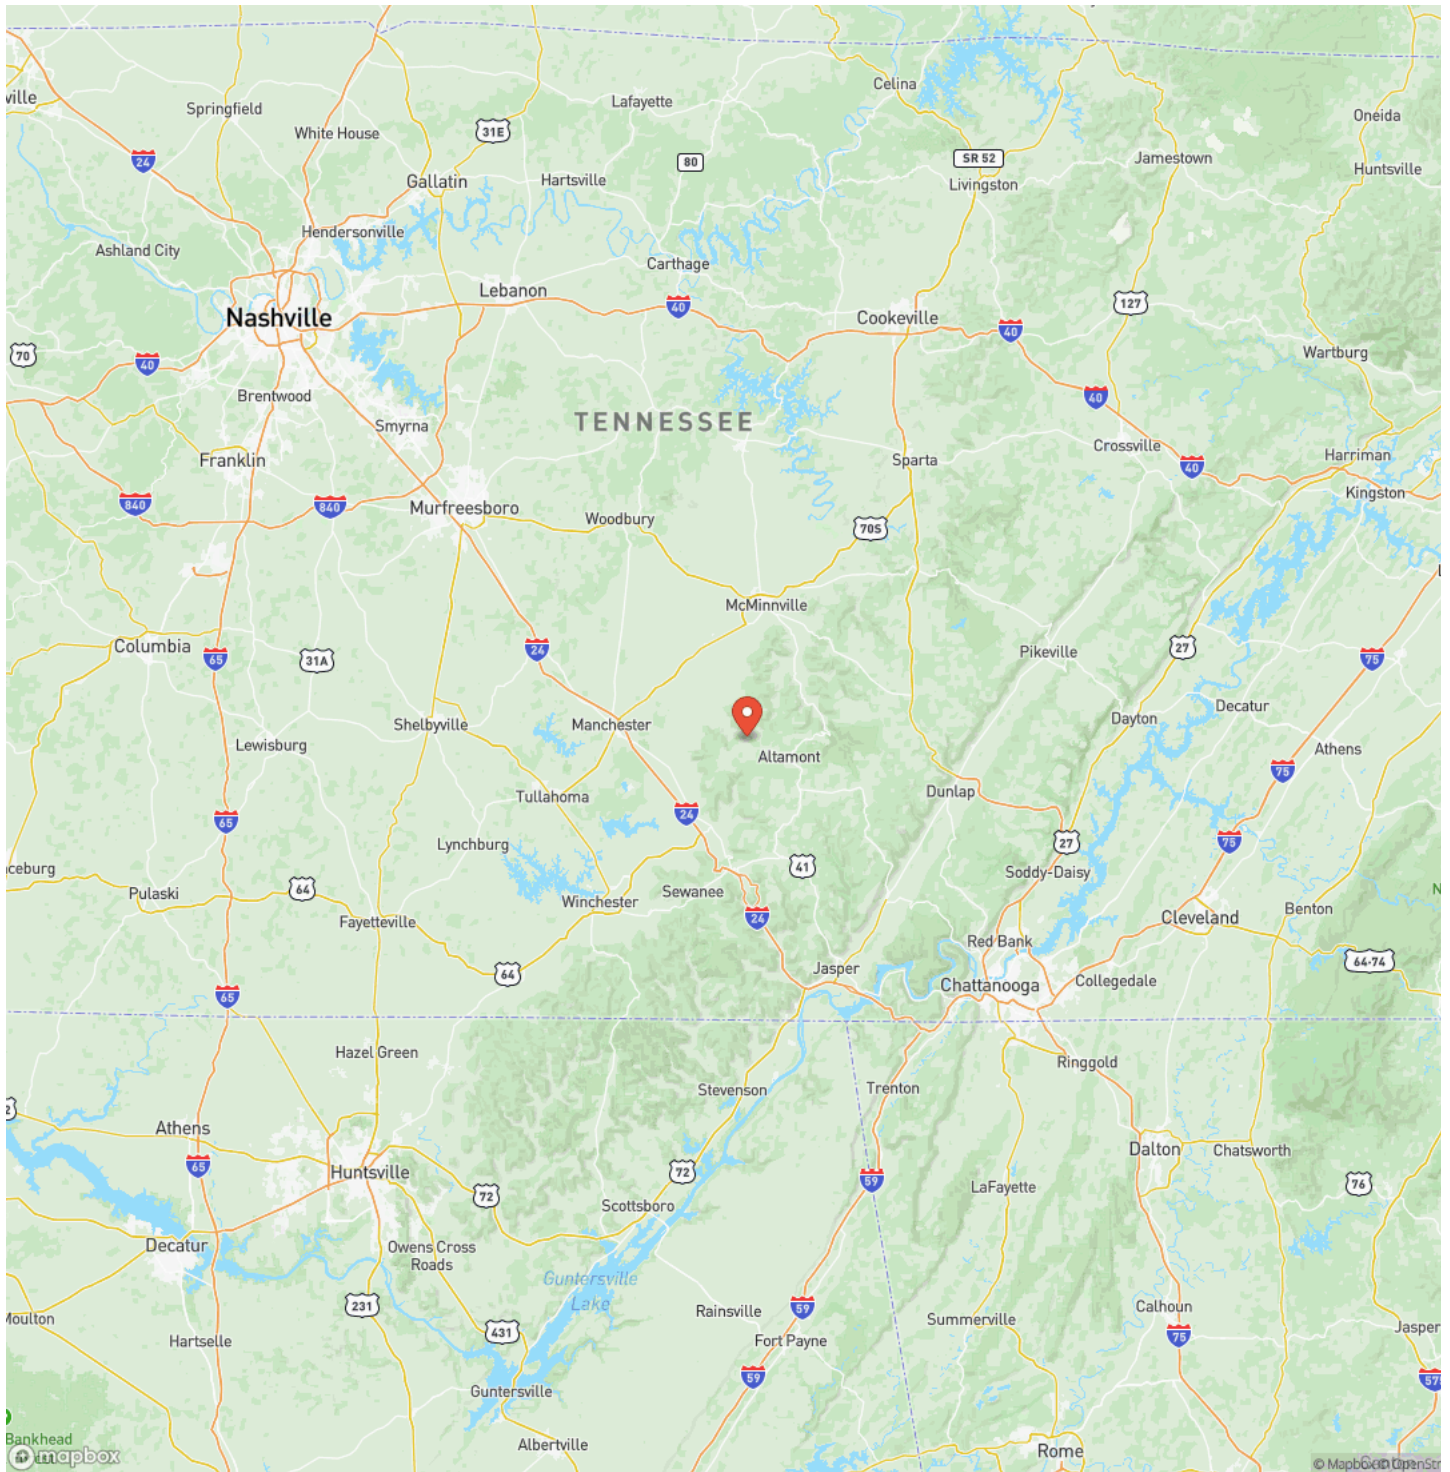 Celina
ville
Springfield
Lafayette
Oneida
White House
31E
24
80
SR 52
Jamestown
Huntsville
Gallatin
Hartsville
Livingston
Hendersonville
Ashland City
Carthage
Lebanon
127
40
Nashville
Cookeville
40
70
40
Wartburg
Brentwood
40
TENNESSEE
Smyrna
Crossville
Franklin
Sparta
Harriman
40
Kingston
840
840
Murfreesboro
Woodbury
70S
McMinnville
Columbia
24
27
Pikeville
65
31A
75
Decatur
Shelbyville
Manchester
Dayton
Lewisburg
Altamont
Athens
75
Dunlap
Tullahoma
24
65
Lynchburg
27
75
ceburg
41
Soddy-Daisy
Pulaski
64
Sewanee
Winchester
Benton
Fayetteville
24
Cleveland
N
Red Bank
64-74
Jasper
64
Collegedale
Chattanooga
65
Hazel Green
Ringgold
Stevenson
Trenton
2
Athens
Dalton
Chatsworth
65
Huntsville
72
59
76
72
LaFayette
Scottsboro
Decatur
Owens Cross
Roads
Guntersville
Lake
231
Rainsville
59
Calhoun
Moulton
Summerville
431
Jasper
Hartselle
Fort Payne
75
59
575
Guntersville
Bankhead
Albertville
Rome
mapbox
© Mapbox © OpenStr